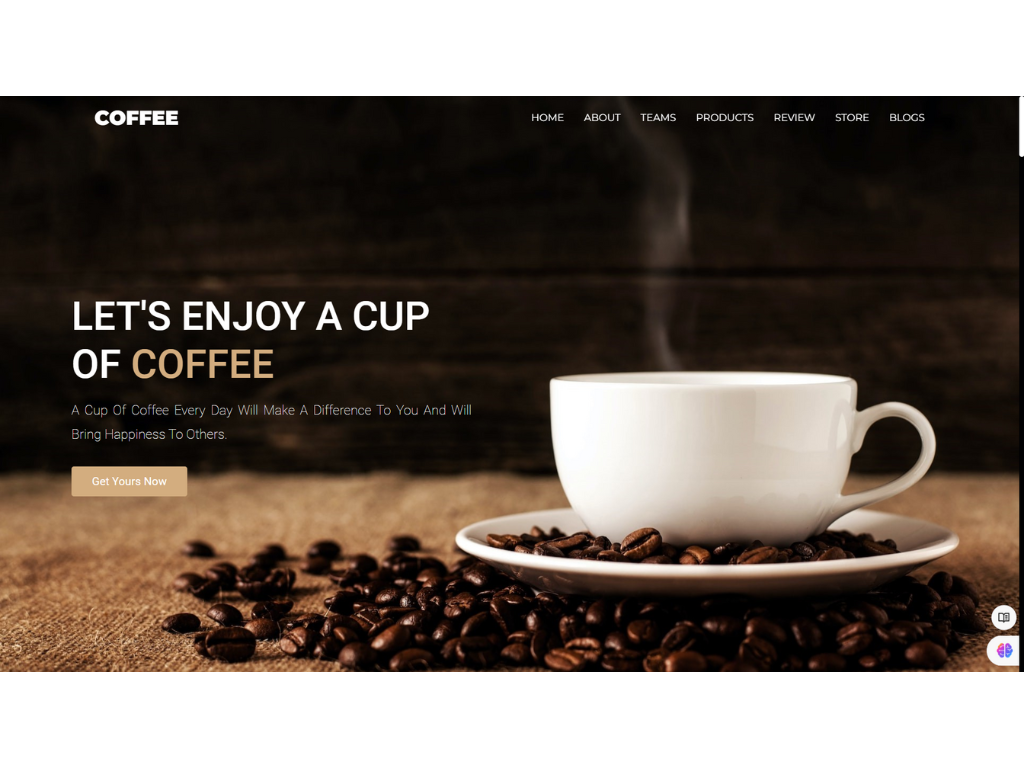 COFFEE
HOME ABOUT TEAMS PRODUCTS REVIEW STORE BLOGS
LET'S ENJOY A CUP
OF COFFEE
A Cup Of Coffee Every Day Will Make A Difference To You And Will
Bring Happiness To Others.
Get Yours Now